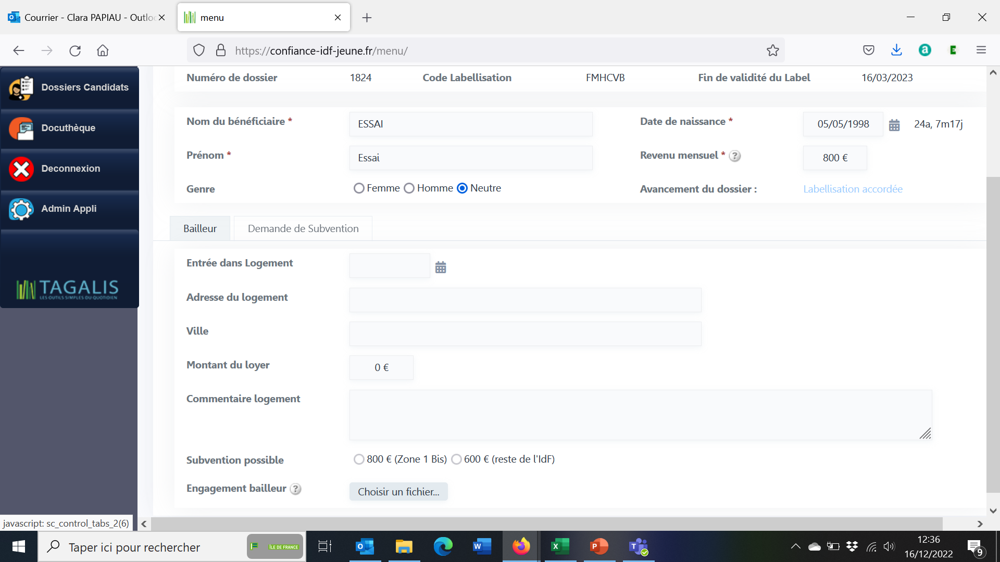 Courrier - Clara PAPIAU - Outlo
menu
https://confiance-idf-jeune.fr/menu/
Dossiers Candidats
Docuthèque
Deconnexion
Admin Appli
TAGALIS
LES OUTILS SIMPLES DU QUOTIDIEN
Numéro de dossier 1824 Code Labellisation FMHCVB Fin de validité du Label 16/03/2023
Nom du bénéficiaire * ESSAI Date de naissance * 05/05/1998 24a, 7m17j
Prénom * Essai Revenu mensuel * ? 800 €
Genre Femme Homme Neutre Avancement du dossier : Labellisation accordée
Bailleur Demande de Subvention
Entrée dans Logement
Adresse du logement
Ville
Montant du loyer 0 €
Commentaire logement
Subvention possible 800 € (Zone 1 Bis) 600 € (reste de l'IdF)
Engagement bailleur ? Choisir un fichier...
javascript: sc_control_tabs_2(6)
Taper ici pour rechercher
ÎLE DE FRANCE
12:36
16/12/2022
9